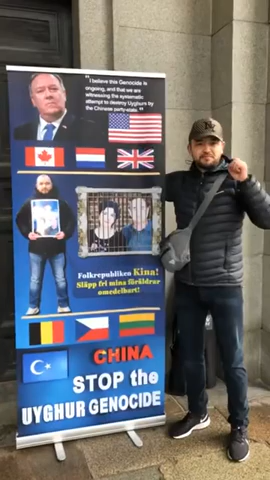 "I believe this Genocide is
ongoing, and that we are
witnessing the systematic
attempt to destroy Uyghurs by
the Chinese party-state."
Folkrepubliken Kina!
Släpp fri mina föräldrar
omedelbart!
CHINA
STOP the
UYGHUR GENOCIDE